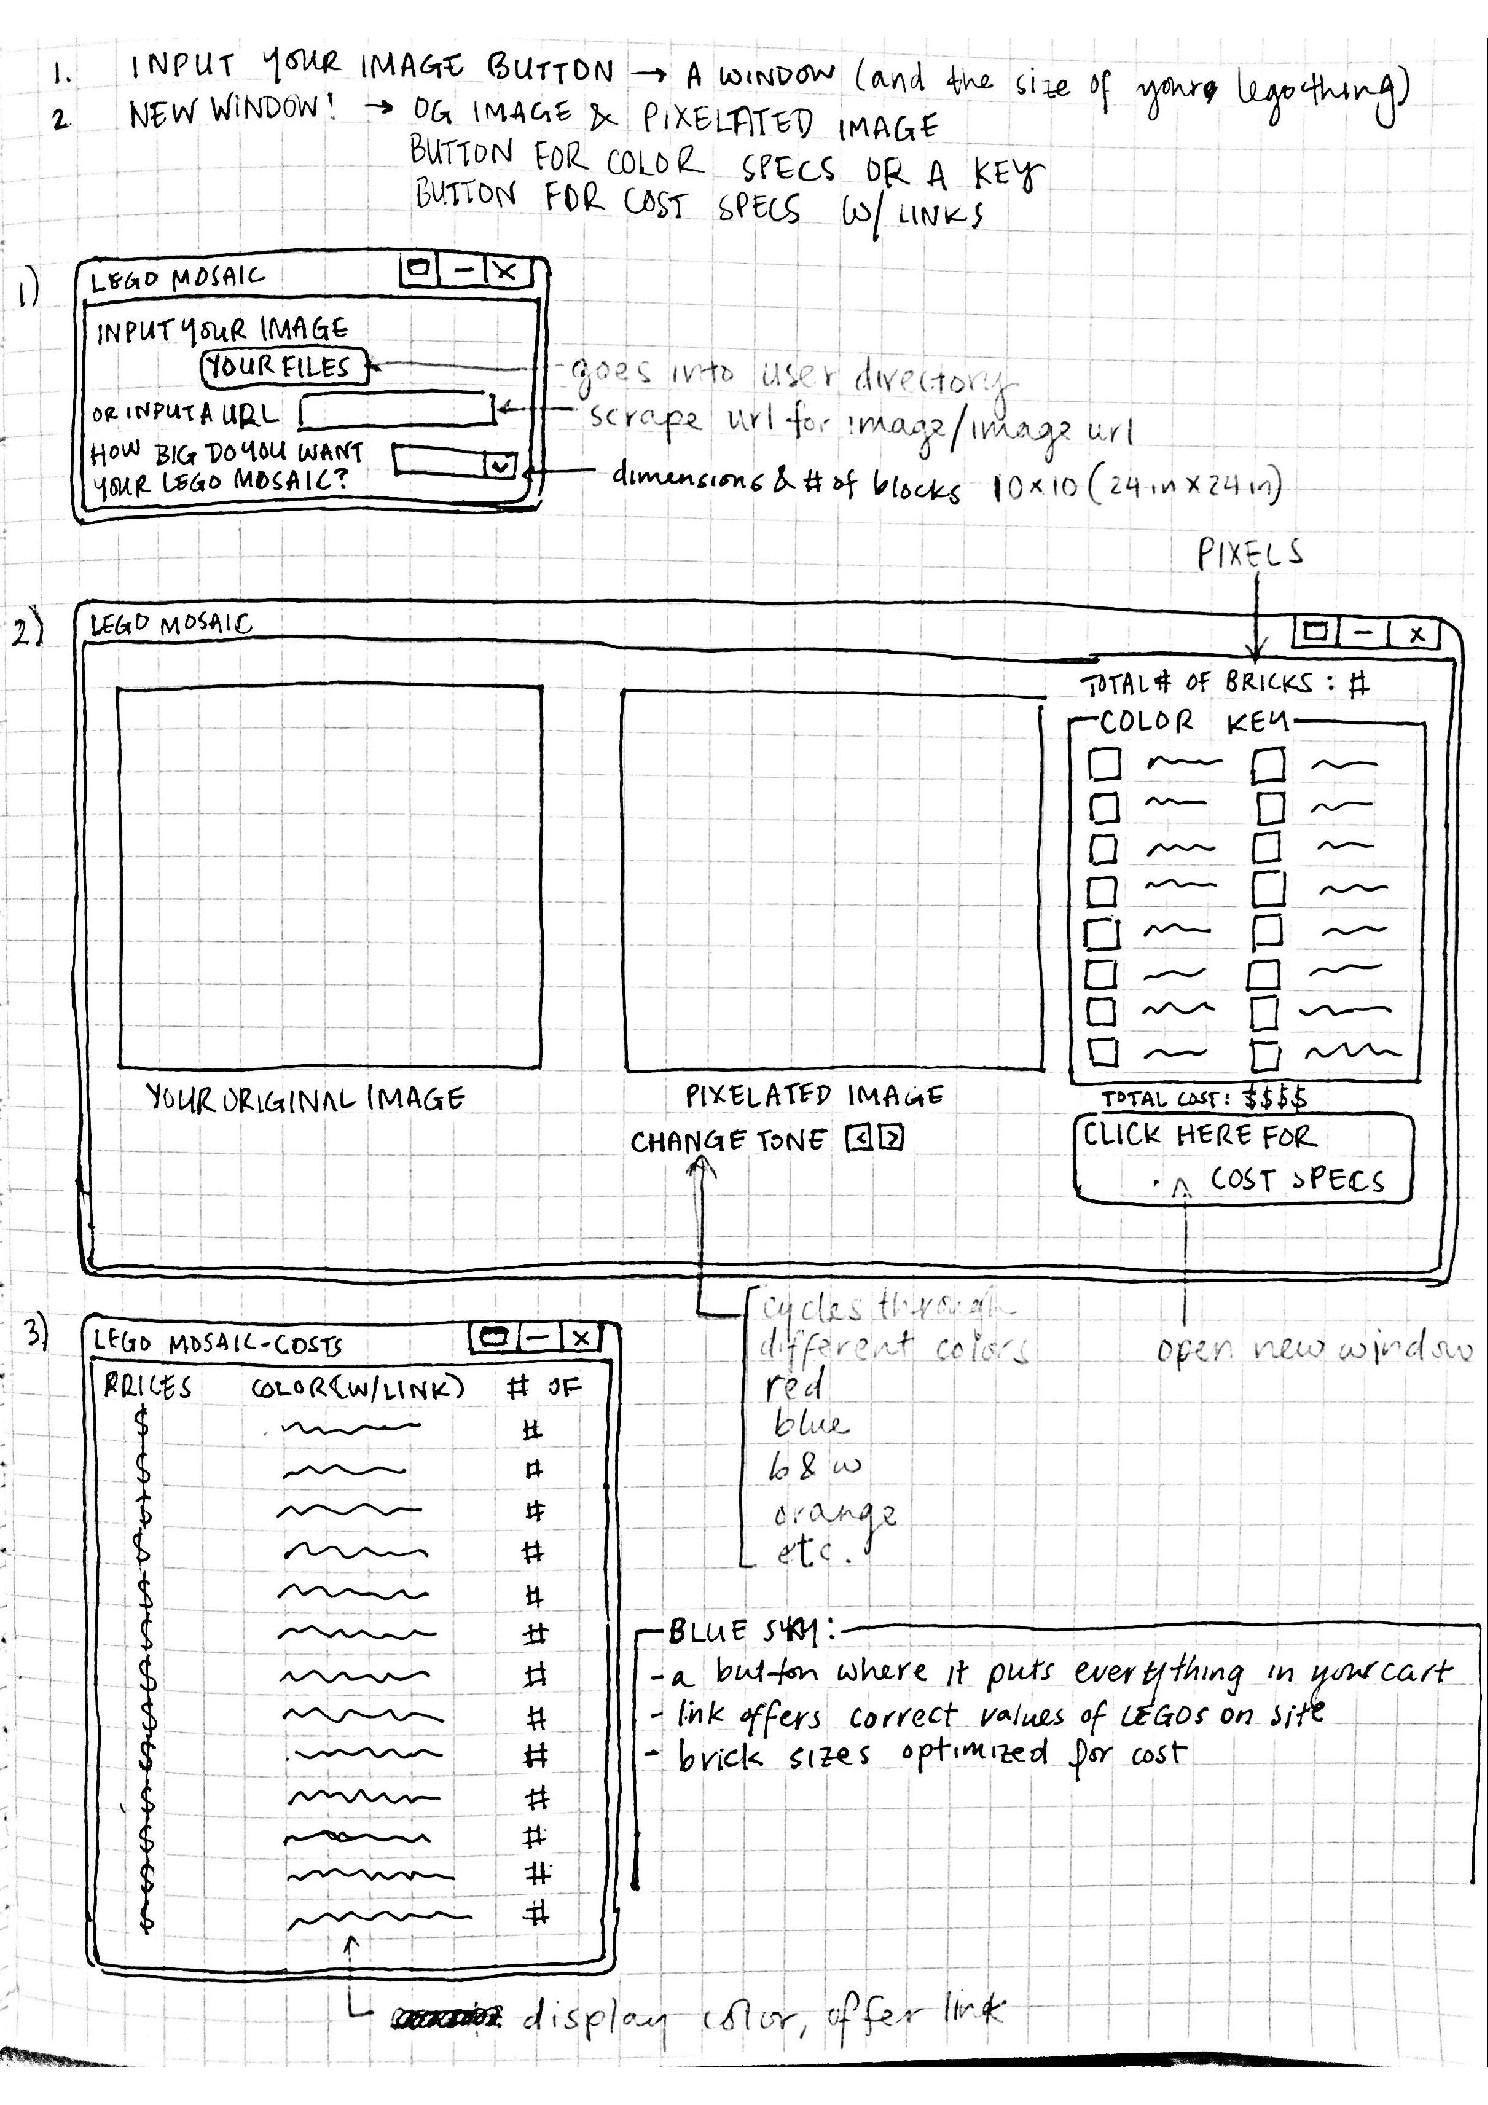 1. INPUT YOUR IMAGE BUTTON → A WINDOW (and the size of your lego thing)
2 NEW WINDOW! → OG IMAGE & PIXELATED IMAGE
BUTTON FOR COLOR SPECS OR A KEY
BUTTON FOR COST SPECS W/ LINKS
1)
LEGO MOSAIC
INPUT YOUR IMAGE
YOUR FILES
goes into user directory
OR INPUT A URL
scrape url for image/image url
HOW BIG DO YOU WANT
YOUR LEGO MOSAIC?
dimensions & # of blocks 10x10 (24 in x 24 in)
PIXELS
2)
LEGO MOSAIC
TOTAL # OF BRICKS : #
COLOR KEY
YOUR ORIGINAL IMAGE
PIXELATED IMAGE
CHANGE TONE < >
TOTAL COST: $$$$
CLICK HERE FOR
COST SPECS
cycles through
different colors
red
blue
b & w
orange
etc.
open new window
3)
LEGO MOSAIC-COSTS
PRICES COLOR(W/LINK) # OF
$ #
$ #
$ #
$ #
$ #
$ #
$ #
$ #
$ #
$ #
$ #
$ #
$ #
BLUE SKY:
- a button where it puts everything in your cart
- link offers correct values of LEGOs on site
- brick sizes optimized for cost
display color, offer link